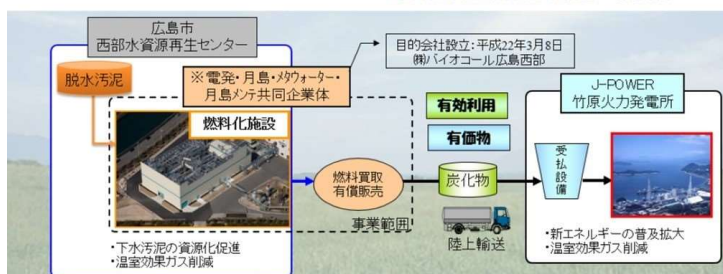 広島市
西部水資源再生センター
脱水汚泥
※電発・月島・メタウォーター・
月島メンテ共同企業体
目的会社設立:平成22年3月8日
㈱バイオコール広島西部
燃料化施設
燃料買取
有償販売
事業範囲
・下水汚泥の資源化促進
・温室効果ガス削減
有効利用
有価物
炭化物
陸上輸送
J-POWER
竹原火力発電所
受払設備
・新エネルギーの普及拡大
・温室効果ガス削減